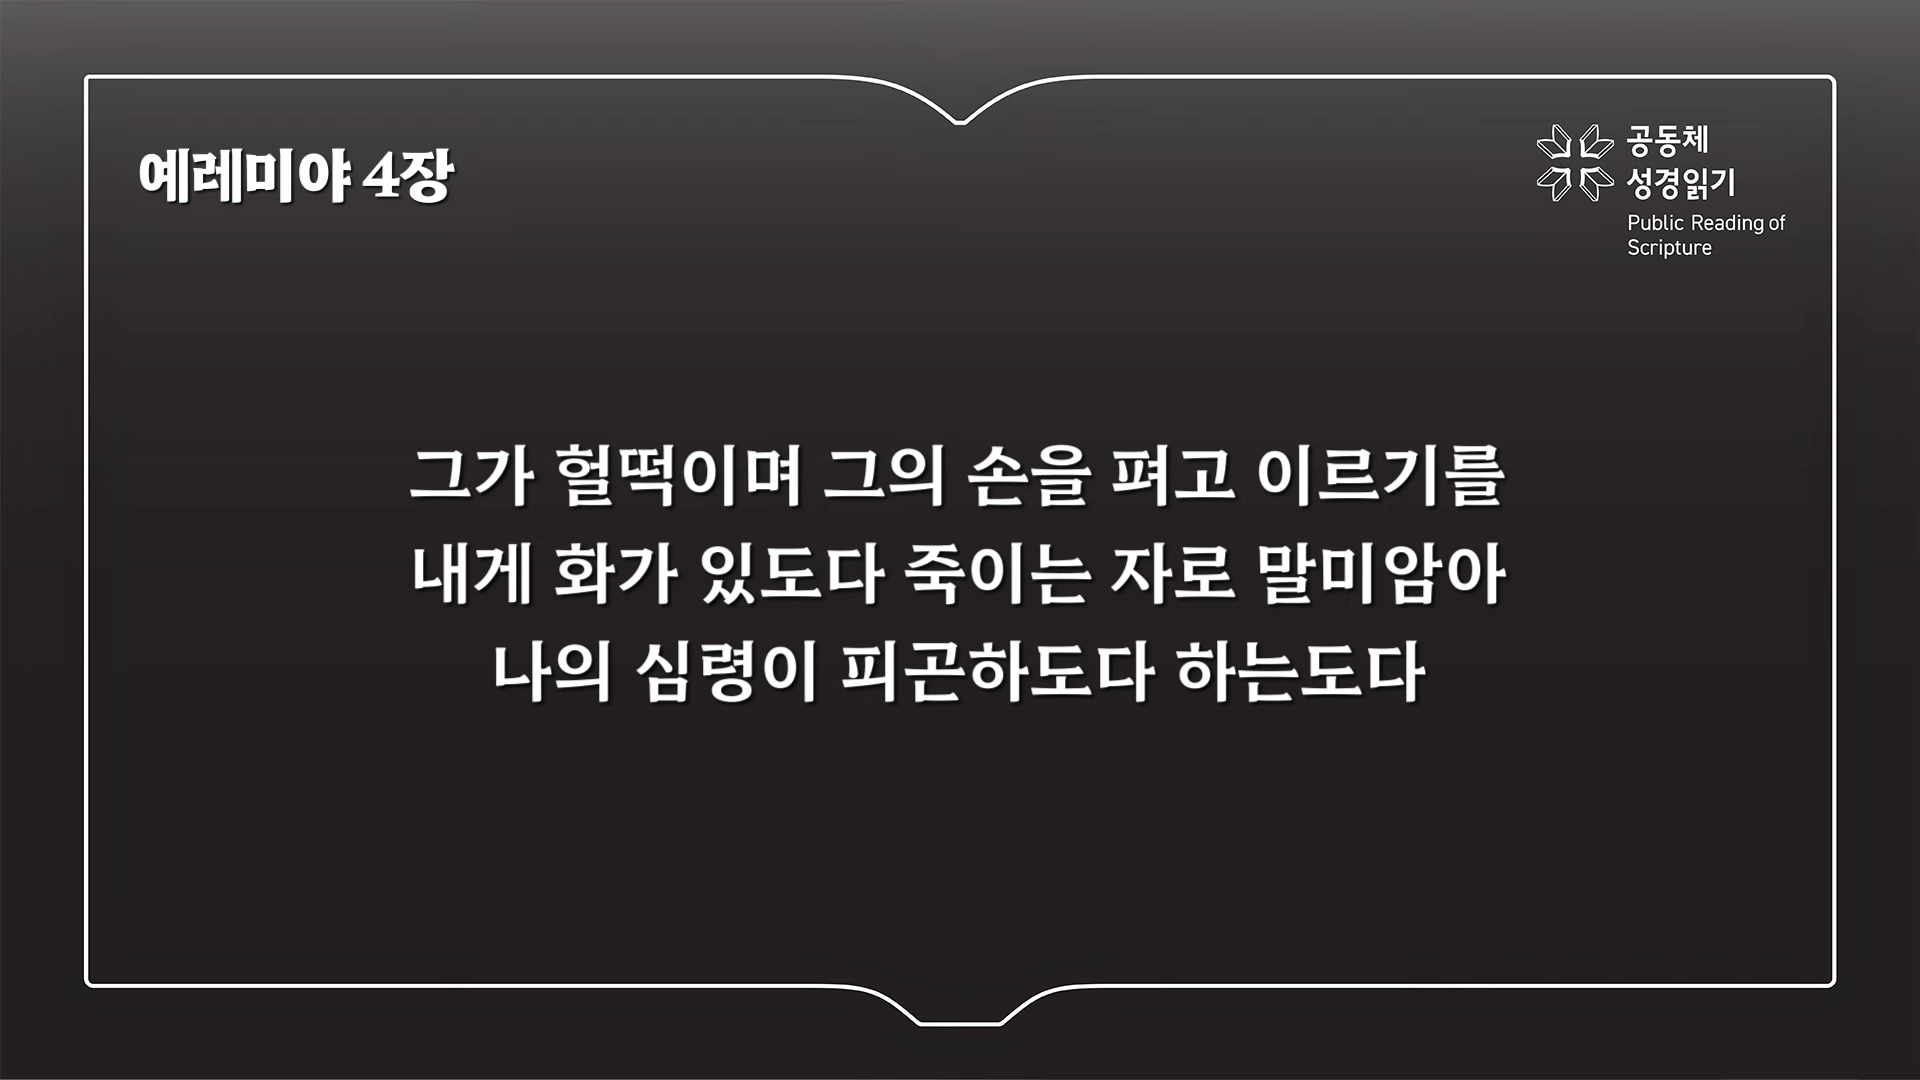 예레미야 4장
공동체
성경읽기
Public Reading of
Scripture
그가 헐떡이며 그의 손을 펴고 이르기를
내게 화가 있도다 죽이는 자로 말미암아
나의 심령이 피곤하도다 하는도다